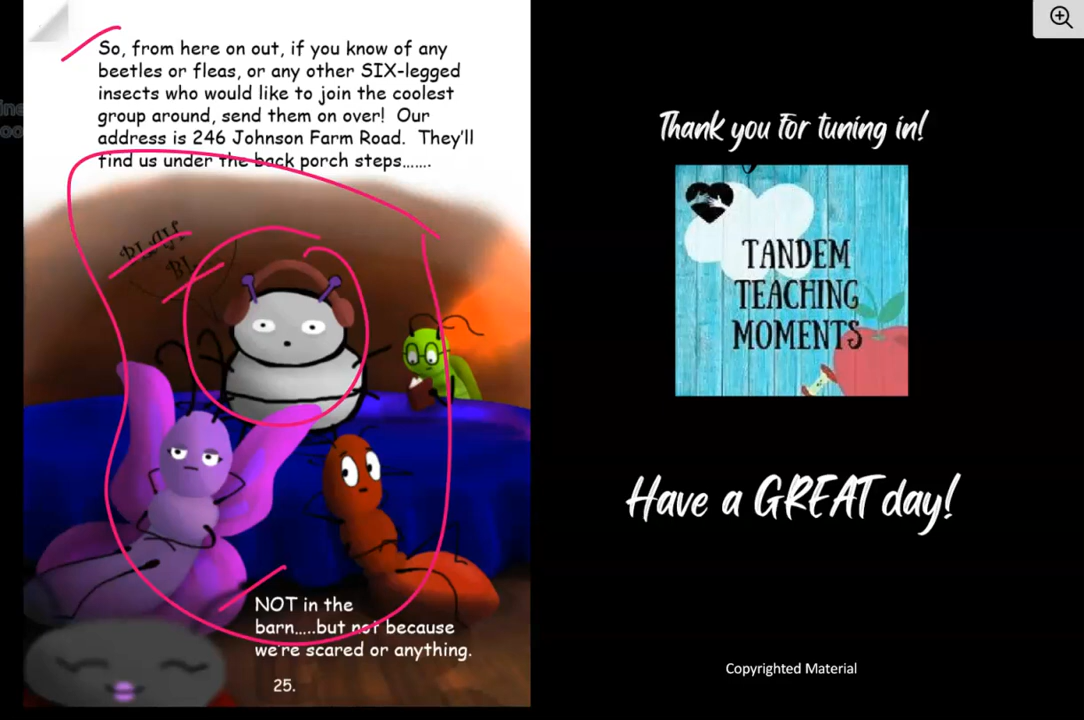 So, from here on out, if you know of any
beetles or fleas, or any other SIX-legged
insects who would like to join the coolest
group around, send them on over!  Our
address is 246 Johnson Farm Road.  They'll
find us under the back porch steps.......
BLAH
BL
NOT in the
barn.....but not because
we're scared or anything.
25.
Thank you for tuning in!
TANDEM
TEACHING
MOMENTS
Have a GREAT day!
Copyrighted Material